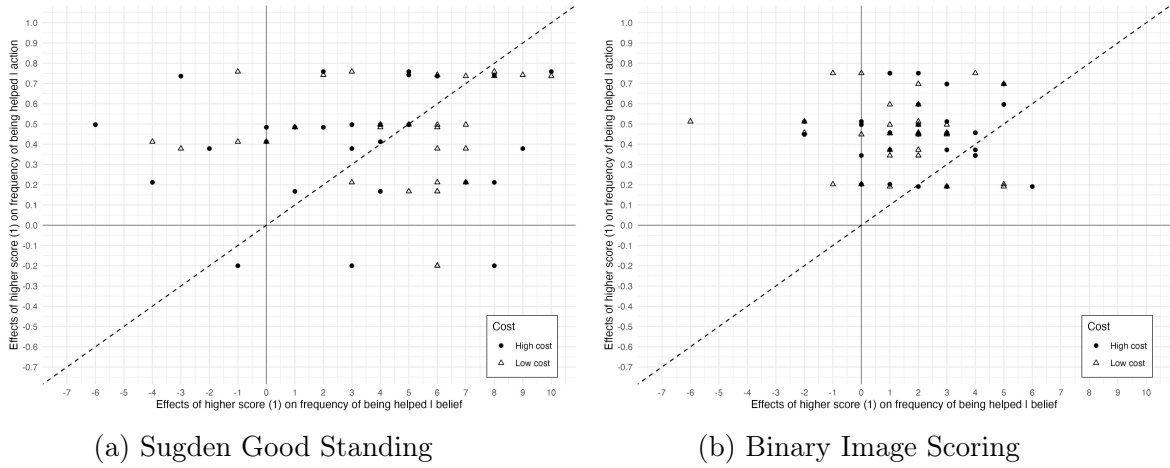 Effects of higher score (1) on frequency of being helped | action
1.0
0.9
0.8
0.7
0.6
0.5
0.4
0.3
0.2
0.1
0.0
-0.1
-0.2
-0.3
-0.4
-0.5
-0.6
-0.7
Cost
High cost
Low cost
-7 -6 -5 -4 -3 -2 -1 0 1 2 3 4 5 6 7 8 9 10
Effects of higher score (1) on frequency of being helped | belief
(a) Sugden Good Standing
Effects of higher score (1) on frequency of being helped | action
1.0
0.9
0.8
0.7
0.6
0.5
0.4
0.3
0.2
0.1
0.0
-0.1
-0.2
-0.3
-0.4
-0.5
-0.6
-0.7
Cost
High cost
Low cost
-7 -6 -5 -4 -3 -2 -1 0 1 2 3 4 5 6 7 8 9 10
Effects of higher score (1) on frequency of being helped | belief
(b) Binary Image Scoring